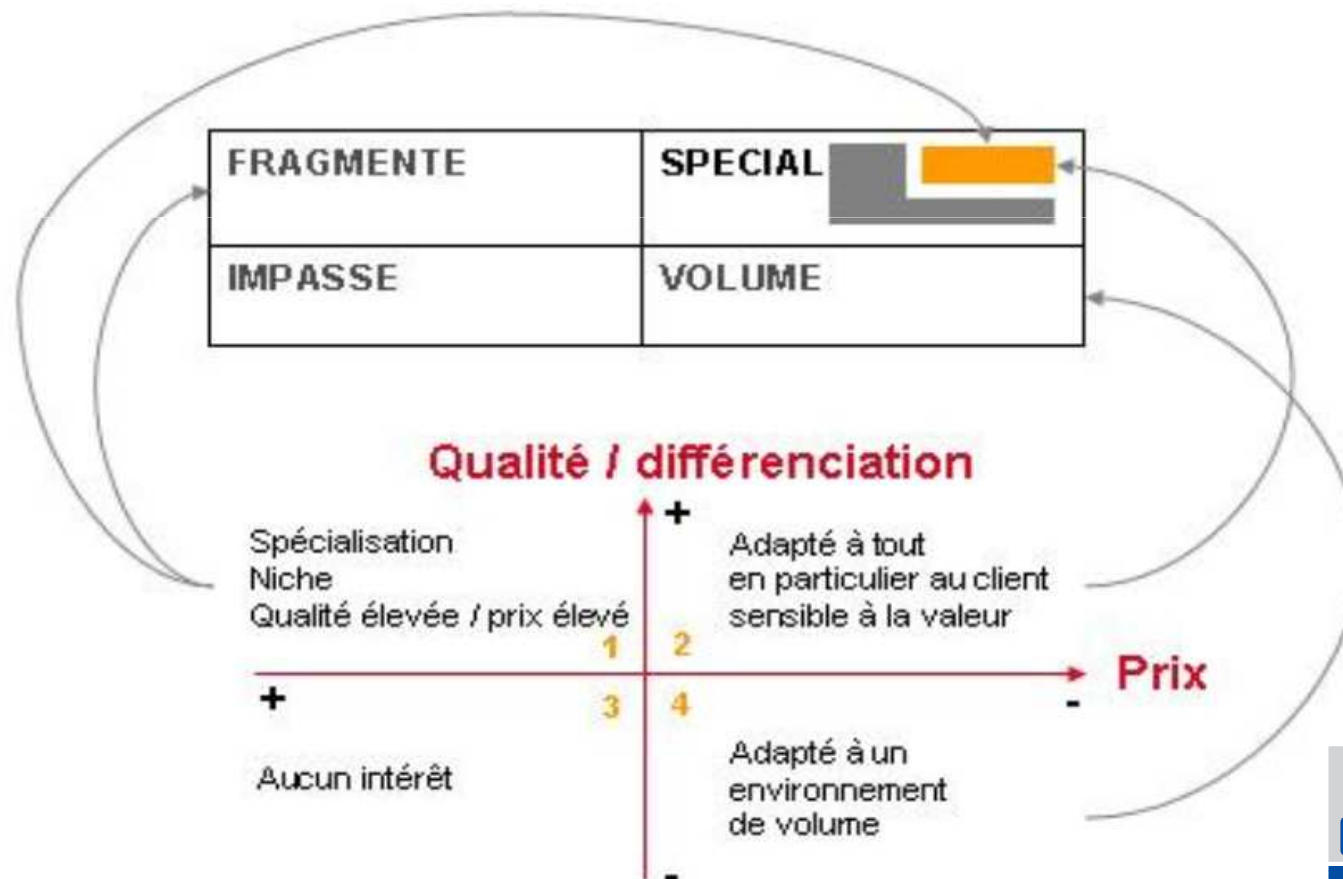 FRAGMENTE
SPECIAL
IMPASSE
VOLUME
Qualité / différenciation
+
Spécialisation
Niche
Qualité élevée / prix élevé
Adapté à tout
en particulier au client
sensible à la valeur
1
2
Prix
+
3
4
-
Aucun intérêt
Adapté à un
environnement
de volume
-